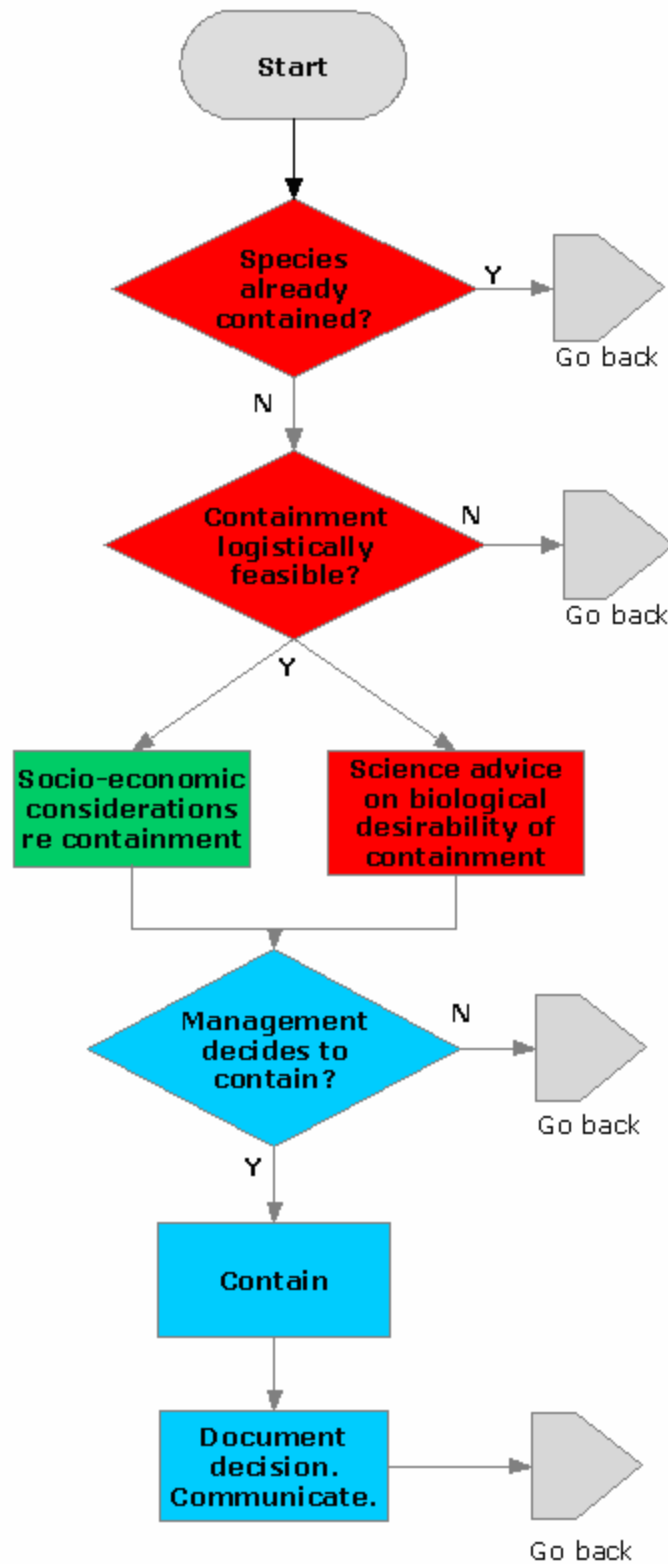 Start
Species
already
contained?
Y
Go back
N
Containment
logistically
feasible?
N
Go back
Y
Socio-economic
considerations
re containment
Science advice
on biological
desirability of
containment
Management
decides to
contain?
N
Go back
Y
Contain
Document
decision.
Communicate.
Go back